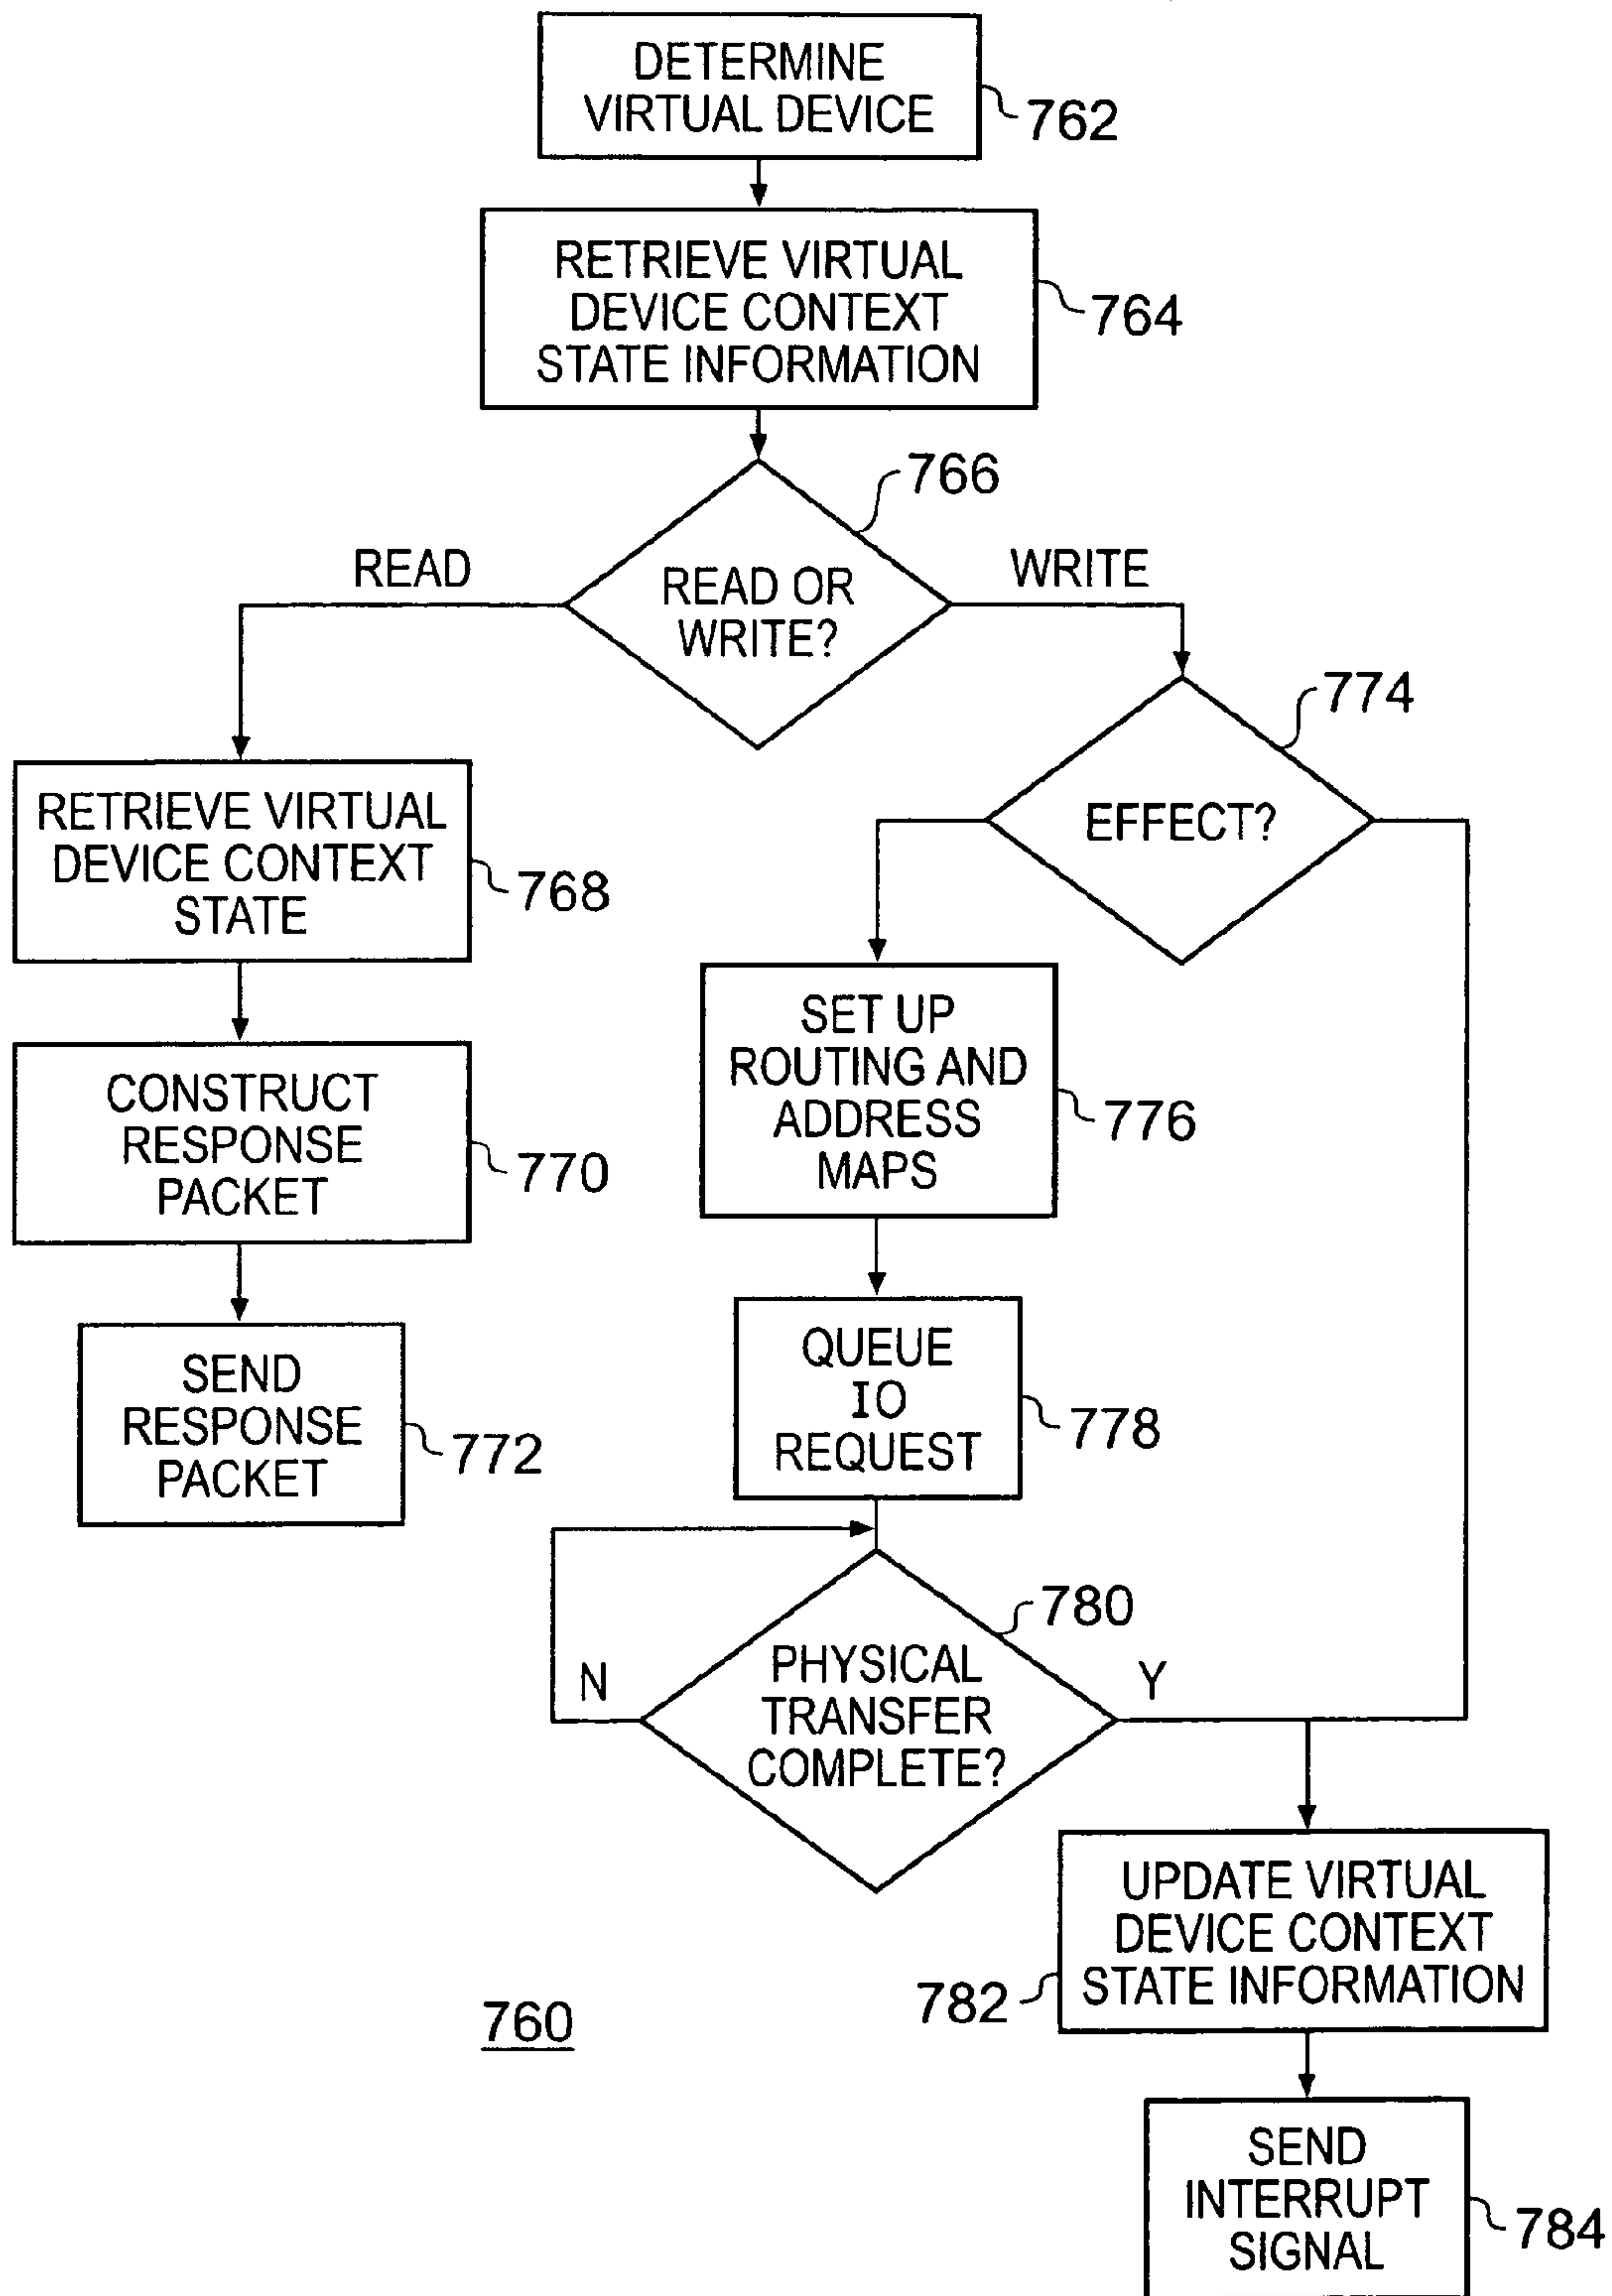 DETERMINE
VIRTUAL DEVICE
762
RETRIEVE VIRTUAL
DEVICE CONTEXT
STATE INFORMATION
764
766
READ OR
WRITE?
READ
WRITE
774
EFFECT?
RETRIEVE VIRTUAL
DEVICE CONTEXT
STATE
768
CONSTRUCT
RESPONSE
PACKET
770
SEND
RESPONSE
PACKET
772
SET UP
ROUTING AND
ADDRESS
MAPS
776
QUEUE
IO
REQUEST
778
780
PHYSICAL
TRANSFER
COMPLETE?
N
Y
UPDATE VIRTUAL
DEVICE CONTEXT
STATE INFORMATION
782
760
SEND
INTERRUPT
SIGNAL
784